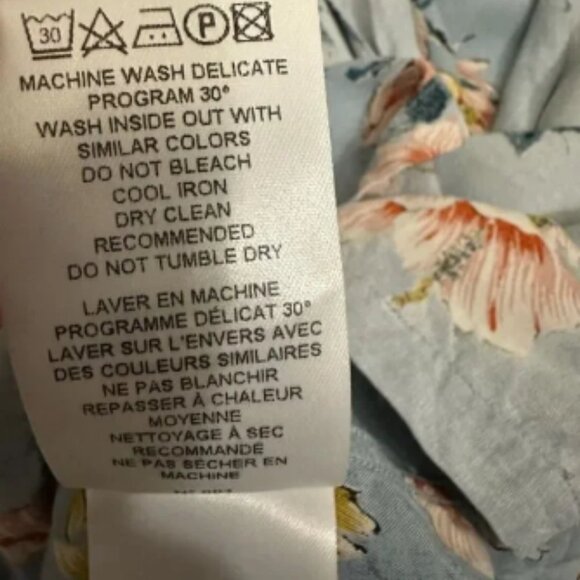 30 P
MACHINE WASH DELICATE
PROGRAM 30°
WASH INSIDE OUT WITH
SIMILAR COLORS
DO NOT BLEACH
COOL IRON
DRY CLEAN
RECOMMENDED
DO NOT TUMBLE DRY
LAVER EN MACHINE
PROGRAMME DÉLICAT 30°
LAVER SUR L'ENVERS AVEC
DES COULEURS SIMILAIRES
NE PAS BLANCHIR
REPASSER À CHALEUR
MOYENNE
NETTOYAGE À SEC
RECOMMANDÉ
NE PAS SÉCHER EN
MACHINE